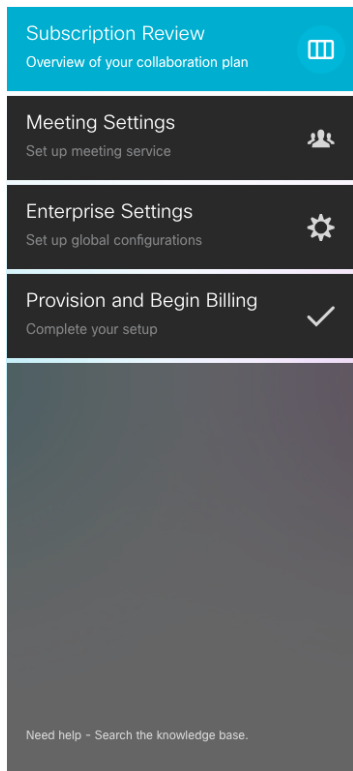 Subscription Review
Overview of your collaboration plan
Meeting Settings
Set up meeting service
Enterprise Settings
Set up global configurations
Provision and Begin Billing
Complete your setup
Need help - Search the knowledge base.